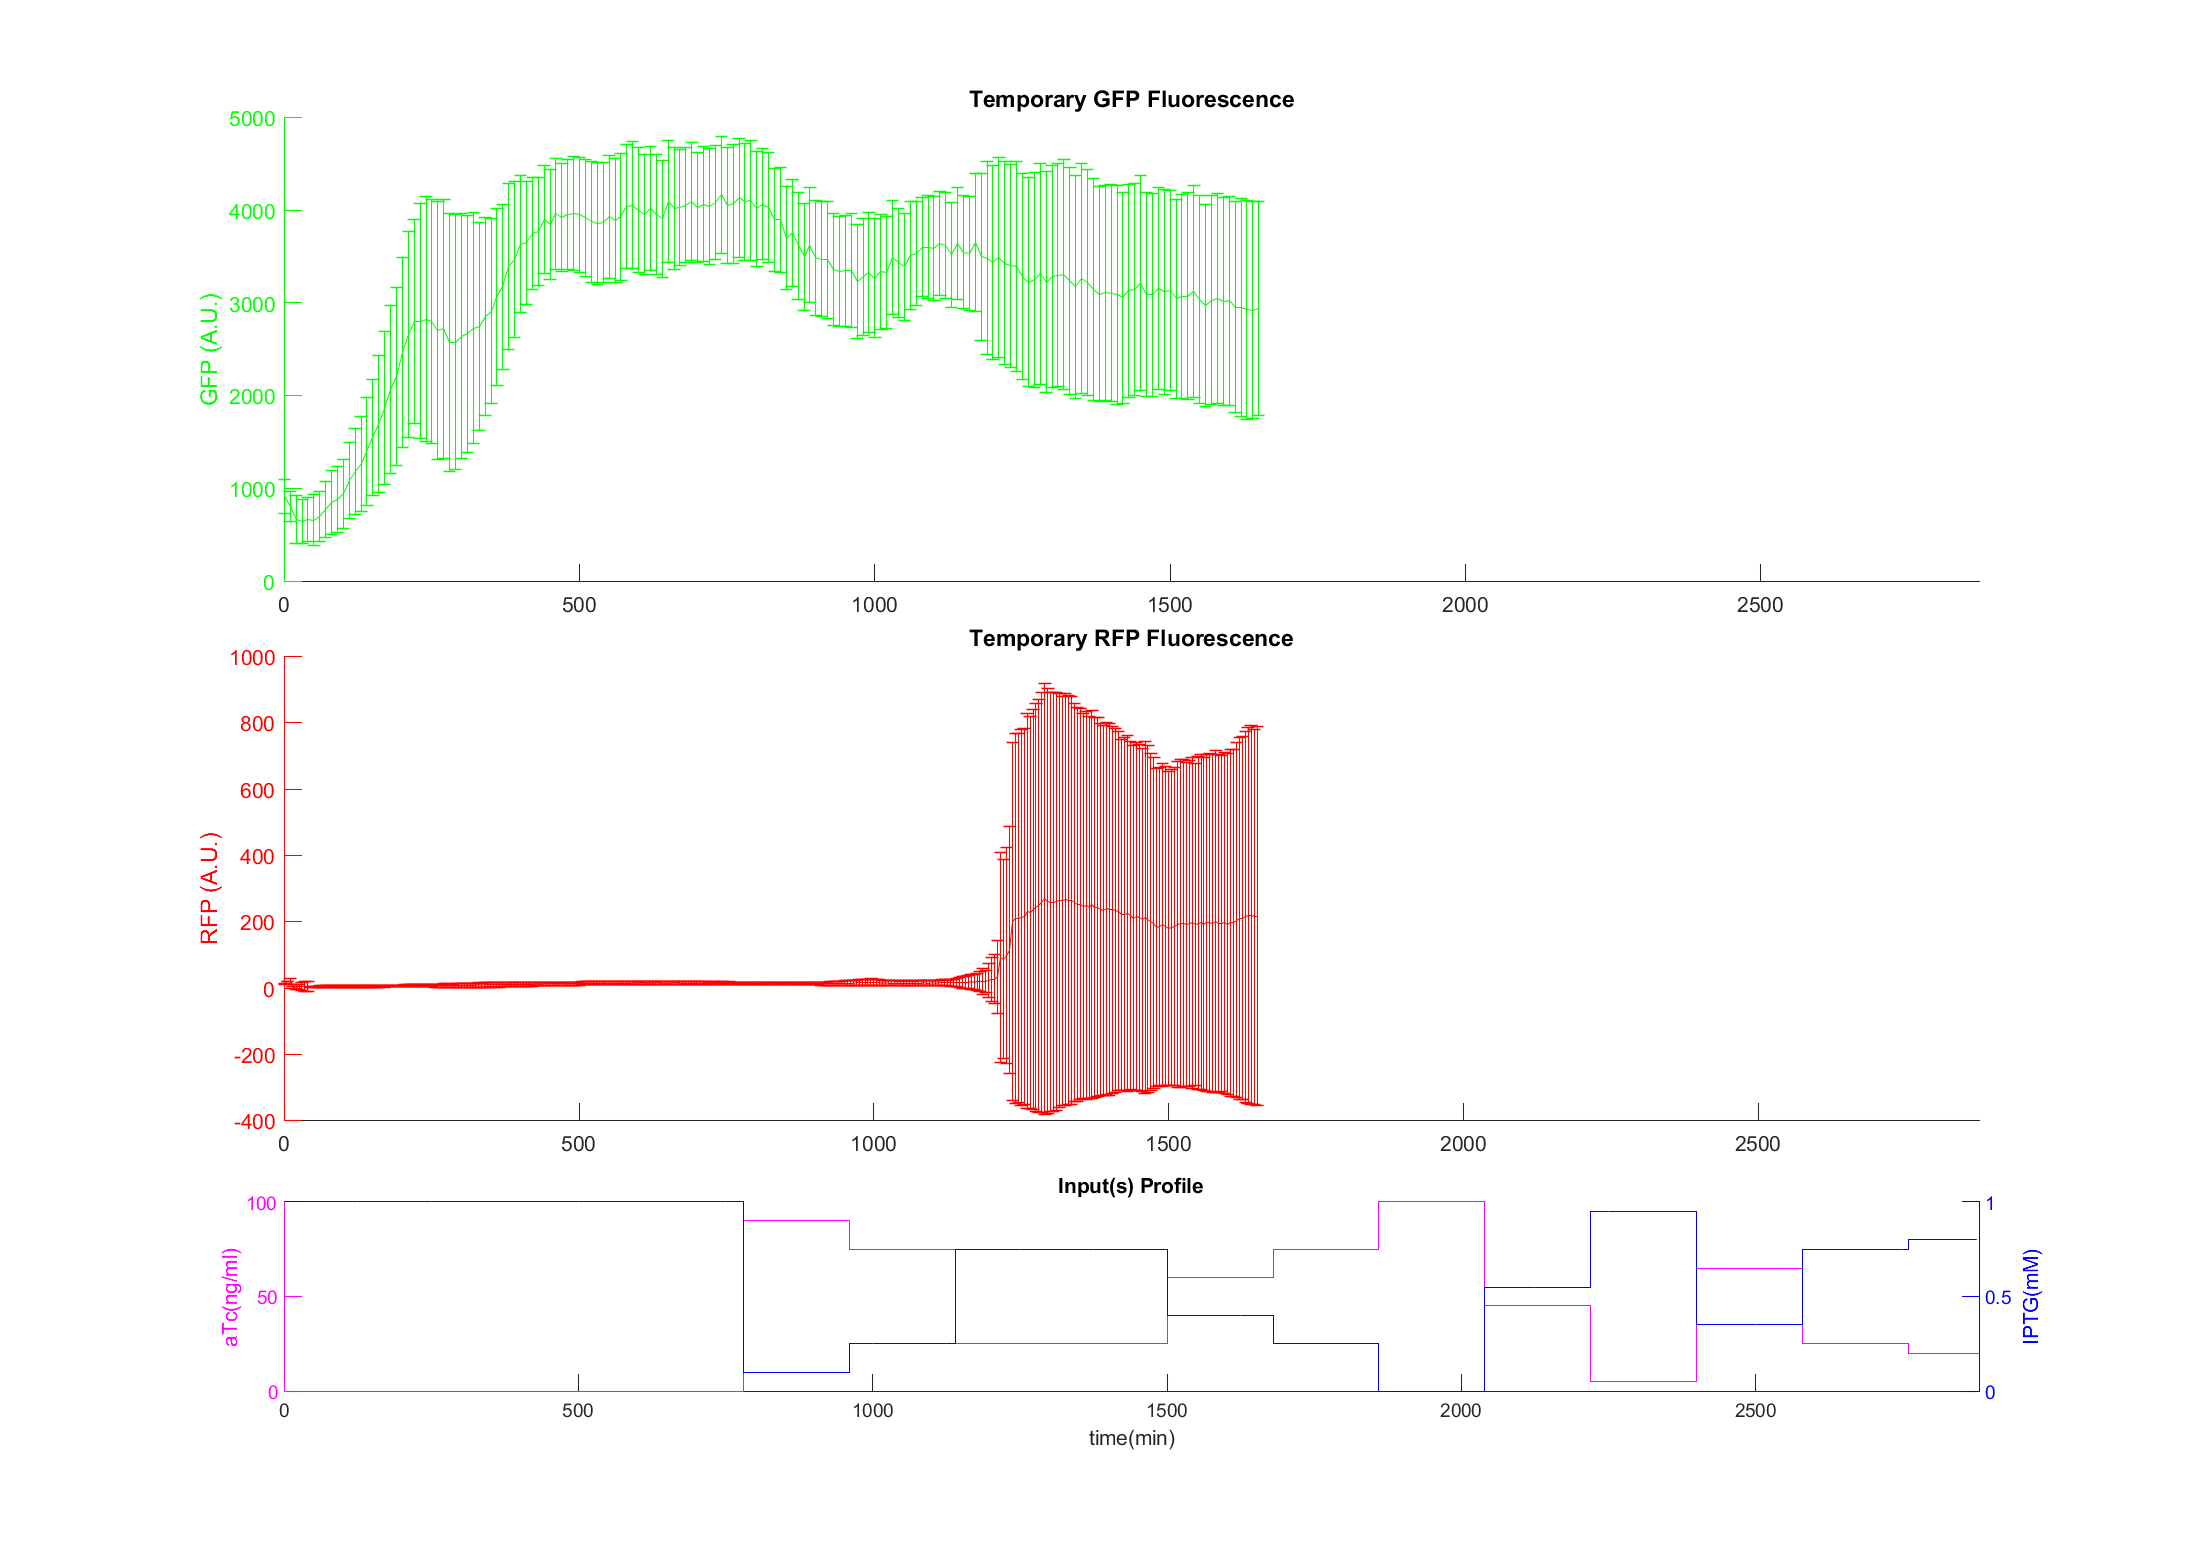 Temporary GFP Fluorescence
GFP (A.U.)
5000
4000
3000
2000
1000
0
0 500 1000 1500 2000 2500
Temporary RFP Fluorescence
RFP (A.U.)
1000
800
600
400
200
0
-200
-400
0 500 1000 1500 2000 2500
Input(s) Profile
aTc(ng/ml)
100
50
0
1
0.5
0
IPTG(mM)
0 500 1000 1500 2000 2500
time(min)